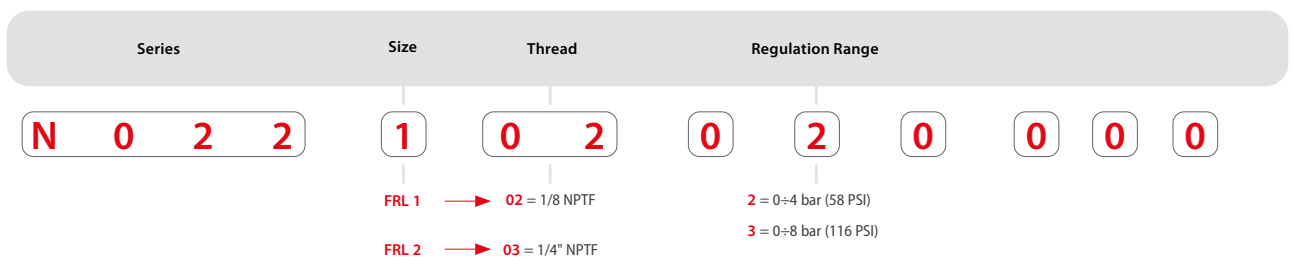 Series Size Thread Regulation Range
N 0 2 2 1 0 2 0 2 0 0 0 0
FRL 1 02 = 1/8 NPTF 2 = 0÷4 bar (58 PSI)
3 = 0÷8 bar (116 PSI)
FRL 2 03 = 1/4" NPTF